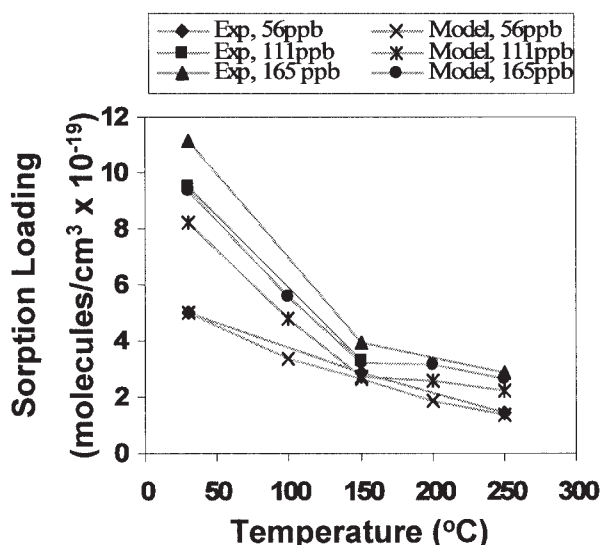 Exp, 56ppb Model, 56ppb
Exp, 111ppb Model, 111ppb
Exp, 165 ppb Model, 165ppb
Sorption Loading
(molecules/cm³ x 10⁻¹⁹)
12
10
8
6
4
2
0
0 50 100 150 200 250 300
Temperature (°C)